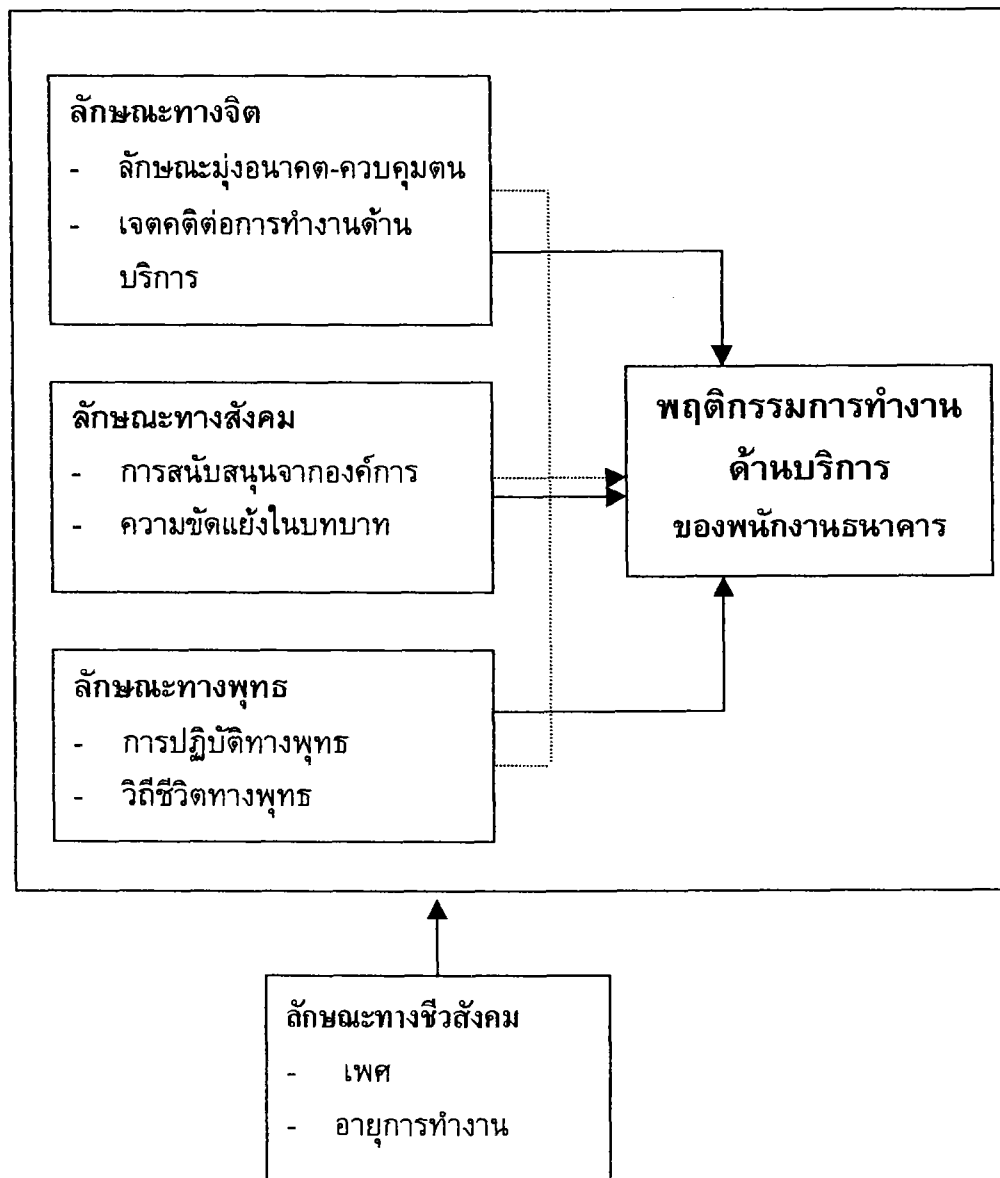 ลักษณะทางจิต
- ลักษณะมุ่งอนาคต-ควบคุมตน
- เจตคติต่อการทำงานด้าน
บริการ
ลักษณะทางสังคม
- การสนับสนุนจากองค์การ
- ความขัดแย้งในบทบาท
ลักษณะทางพุทธ
- การปฏิบัติทางพุทธ
- วิถีชีวิตทางพุทธ
พฤติกรรมการทำงาน
ด้านบริการ
ของพนักงานธนาคาร
ลักษณะทางชีวสังคม
- เพศ
- อายุการทำงาน